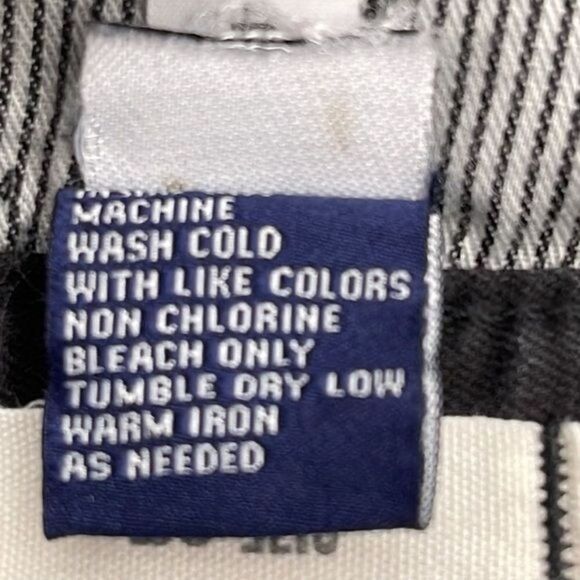 MACHINE
WASH COLD
WITH LIKE COLORS
NON CHLORINE
BLEACH ONLY
TUMBLE DRY LOW
WARM IRON
AS NEEDED